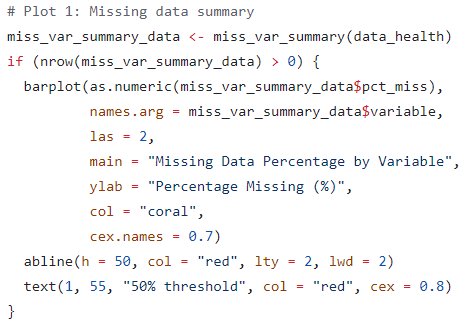 # Plot 1: Missing data summary
miss_var_summary_data <- miss_var_summary(data_health)
if (nrow(miss_var_summary_data) > 0) {
  barplot(as.numeric(miss_var_summary_data$pct_miss),
          names.arg = miss_var_summary_data$variable,
          las = 2,
          main = "Missing Data Percentage by Variable",
          ylab = "Percentage Missing (%)",
          col = "coral",
          cex.names = 0.7)
  abline(h = 50, col = "red", lty = 2, lwd = 2)
  text(1, 55, "50% threshold", col = "red", cex = 0.8)
}